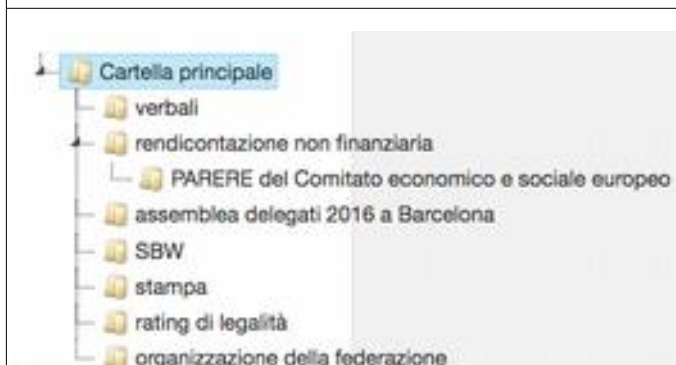 Cartella principale
verbali
rendicontazione non finanziaria
PARERE del Comitato economico e sociale europeo
assemblea delegati 2016 a Barcelona
SBW
stampa
rating di legalità
organizzazione della federazione